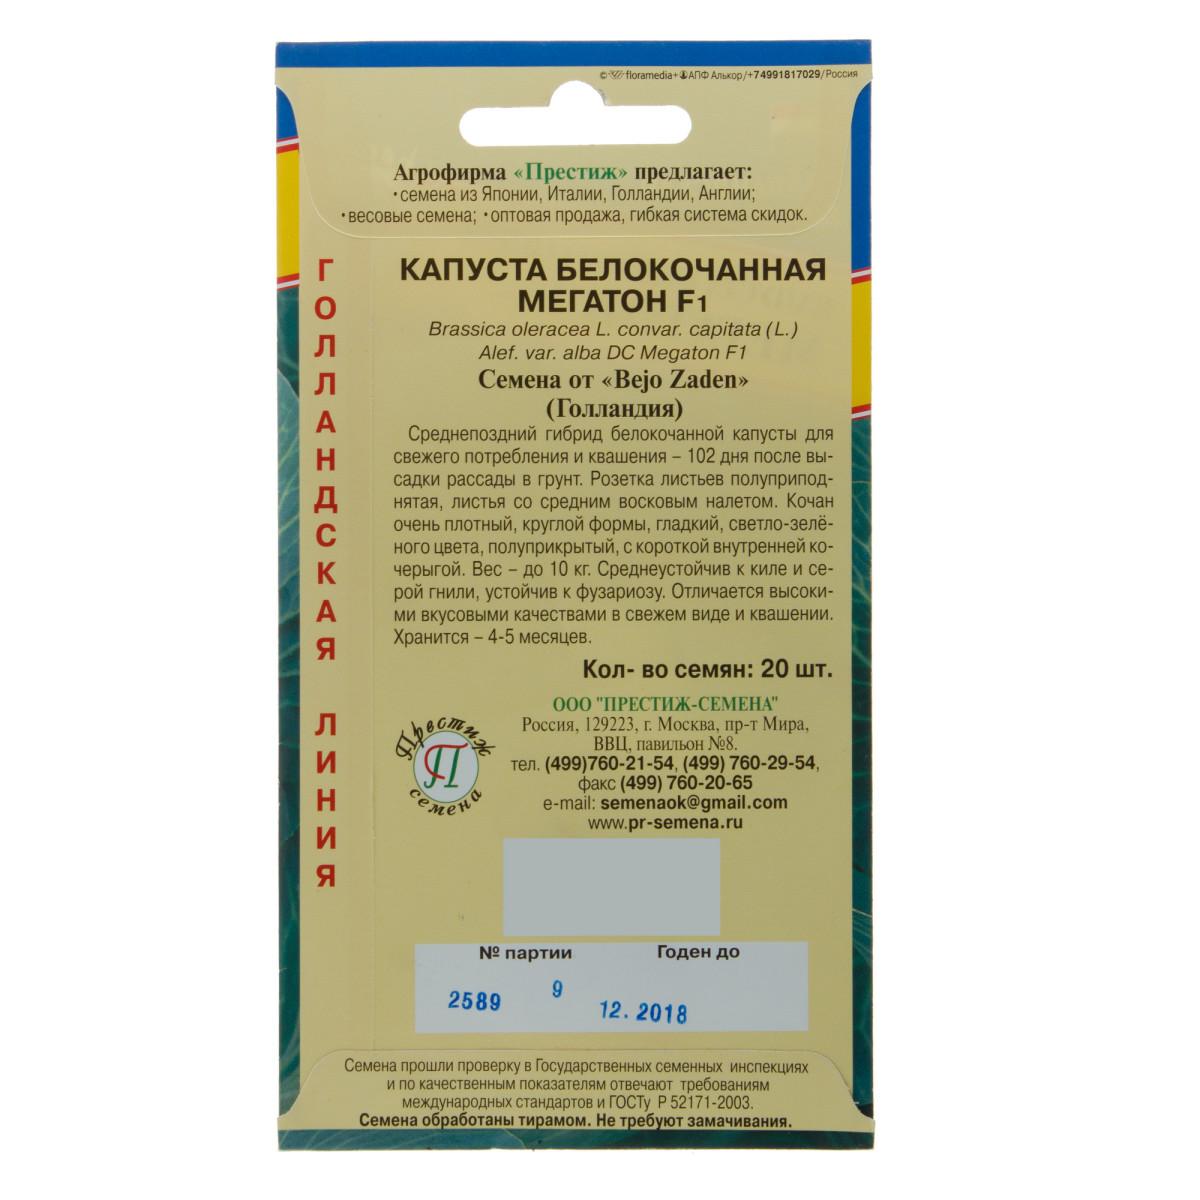 © floramedia+ АПФ Алькор/+74991817029/Россия
Агрофирма «Престиж» предлагает:
•семена из Японии, Италии, Голландии, Англии;
•весовые семена; •оптовая продажа, гибкая система скидок.
ГОЛЛАНДСКАЯ ЛИНИЯ
КАПУСТА БЕЛОКОЧАННАЯ
МЕГАТОН F1
Brassica oleracea L. convar. capitata (L.)
Alef. var. alba DC Megaton F1
Семена от «Bejo Zaden»
(Голландия)
Среднепоздний гибрид белокочанной капусты для
свежего потребления и квашения – 102 дня после вы-
садки рассады в грунт. Розетка листьев полуприпод-
нятая, листья со средним восковым налетом. Кочан
очень плотный, круглой формы, гладкий, светло-зелё-
ного цвета, полуприкрытый, с короткой внутренней ко-
черыгой. Вес – до 10 кг. Среднеустойчив к киле и се-
рой гнили, устойчив к фузариозу. Отличается высоки-
ми вкусовыми качествами в свежем виде и квашении.
Хранится – 4-5 месяцев.
Кол- во семян: 20 шт.
Престиж
П
семена
ООО "ПРЕСТИЖ-СЕМЕНА"
Россия, 129223, г. Москва, пр-т Мира,
ВВЦ, павильон №8.
тел. (499)760-21-54, (499) 760-29-54,
факс (499) 760-20-65
e-mail: semenaok@gmail.com
www.pr-semena.ru
№ партии Годен до
2589 9 12.2018
Семена прошли проверку в Государственных семенных инспекциях
и по качественным показателям отвечают требованиям
международных стандартов и ГОСТу Р 52171-2003.
Семена обработаны тирамом. Не требуют замачивания.